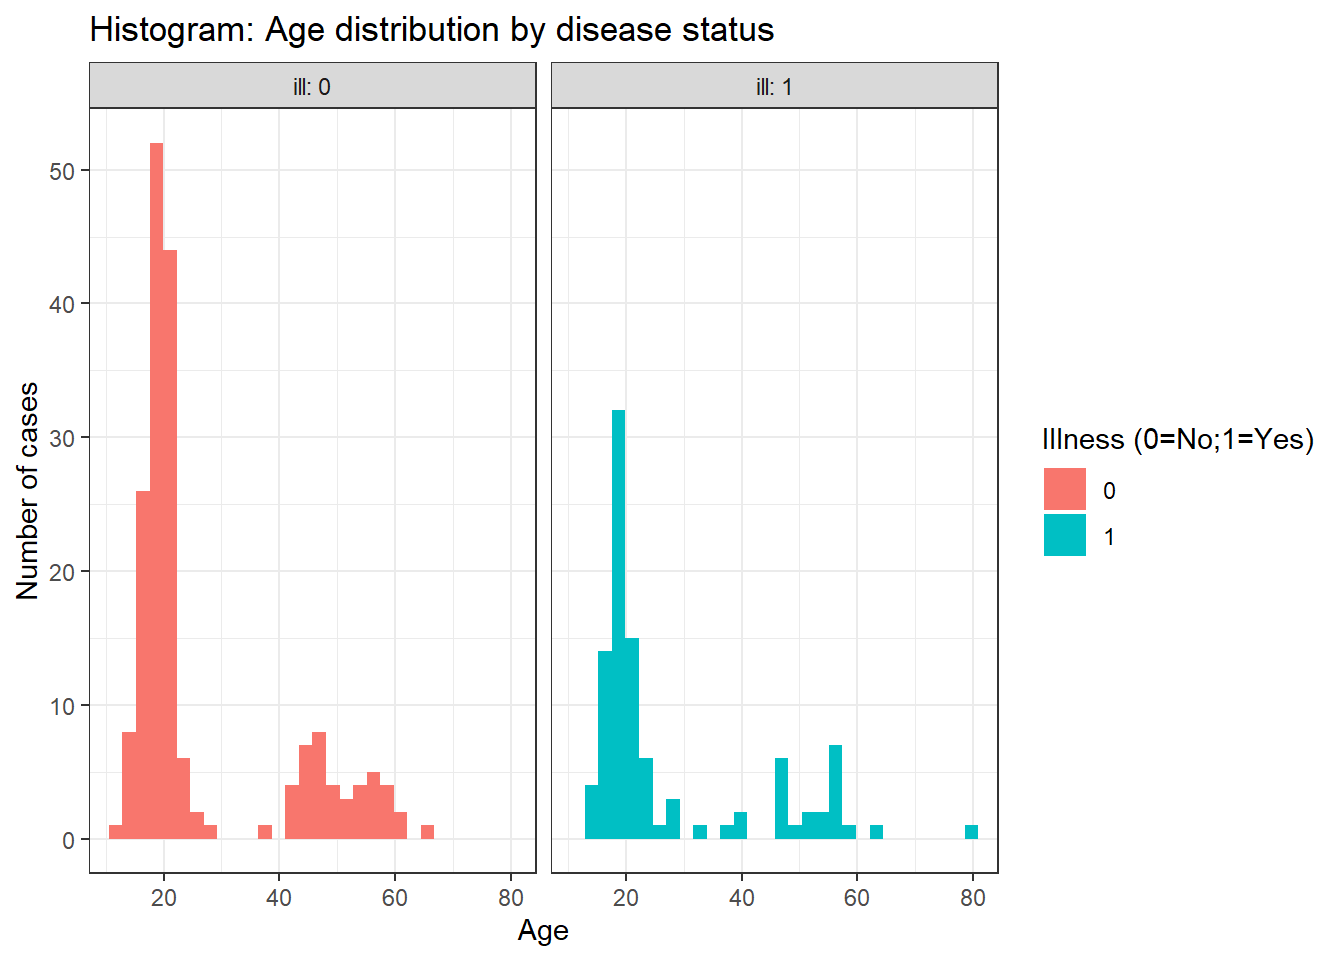 Histogram: Age distribution by disease status
ill: 0
ill: 1
50
40
30
20
10
0
Number of cases
20 40 60 80
20 40 60 80
Age
Illness (0=No;1=Yes)
0
1